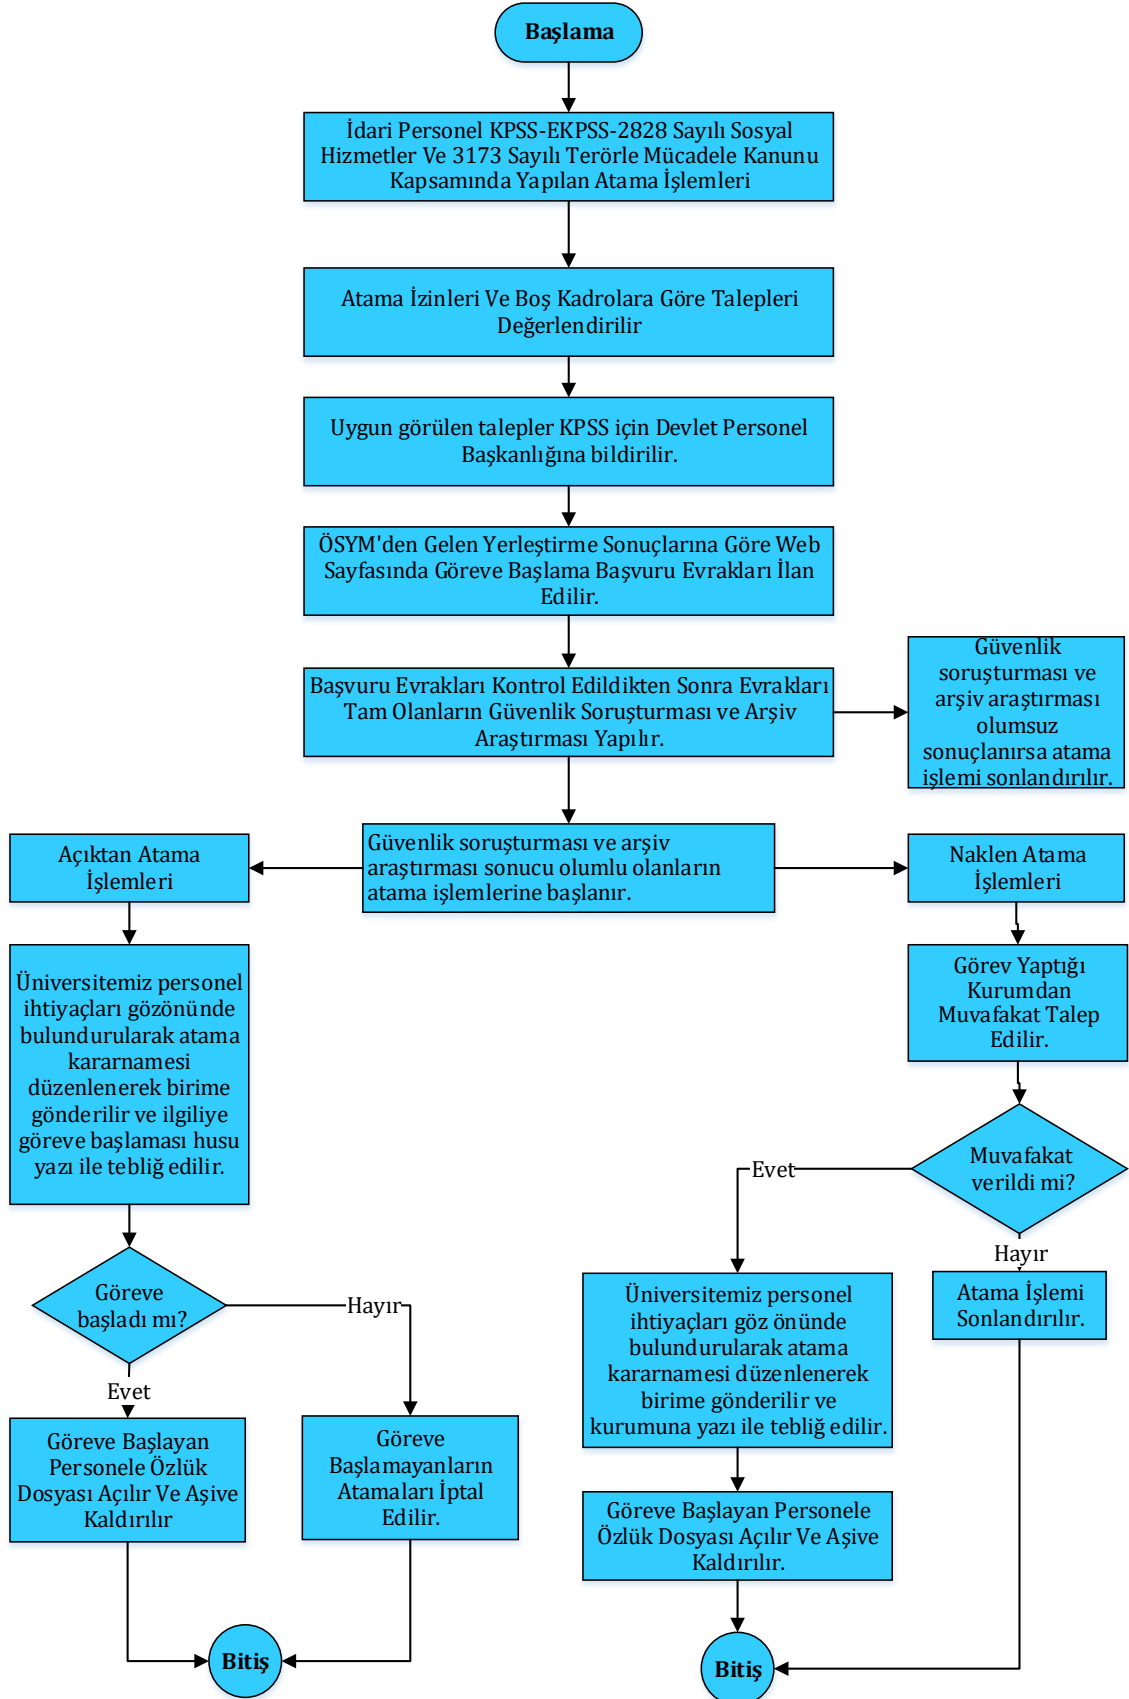 Başlama
İdari Personel KPSS-EKPSS-2828 Sayılı Sosyal
Hizmetler Ve 3173 Sayılı Terörle Mücadele Kanunu
Kapsamında Yapılan Atama İşlemleri
Atama İzinleri Ve Boş Kadrolara Göre Talepleri
Değerlendirilir
Uygun görülen talepler KPSS için Devlet Personel
Başkanlığına bildirilir.
ÖSYM'den Gelen Yerleştirme Sonuçlarına Göre Web
Sayfasında Göreve Başlama Başvuru Evrakları İlan
Edilir.
Başvuru Evrakları Kontrol Edildikten Sonra Evrakları
Tam Olanların Güvenlik Soruşturması ve Arşiv
Araştırması Yapılır.
Güvenlik
soruşturması ve
arşiv araştırması
olumsuz
sonuçlanırsa atama
işlemi sonlandırılır.
Güvenlik soruşturması ve arşiv
araştırması sonucu olumlu olanların
atama işlemlerine başlanır.
Açıktan Atama
İşlemleri
Naklen Atama
İşlemleri
Üniversitemiz personel
ihtiyaçları gözönünde
bulundurularak atama
kararnamesi
düzenlenerek birime
gönderilir ve ilgiliye
göreve başlaması husu
yazı ile tebliğ edilir.
Görev Yaptığı
Kurumdan
Muvafakat Talep
Edilir.
Muvafakat
verildi mi?
Evet
Hayır
Göreve
başladı mı?
Hayır
Evet
Üniversitemiz personel
ihtiyaçları göz önünde
bulundurularak atama
kararnamesi düzenlenerek
birime gönderilir ve
kurumuna yazı ile tebliğ edilir.
Atama İşlemi
Sonlandırılır.
Göreve Başlayan
Personele Özlük
Dosyası Açılır Ve Aşive
Kaldırılır
Göreve
Başlamayanların
Atamaları İptal
Edilir.
Göreve Başlayan Personele
Özlük Dosyası Açılır Ve Aşive
Kaldırılır.
Bitiş
Bitiş